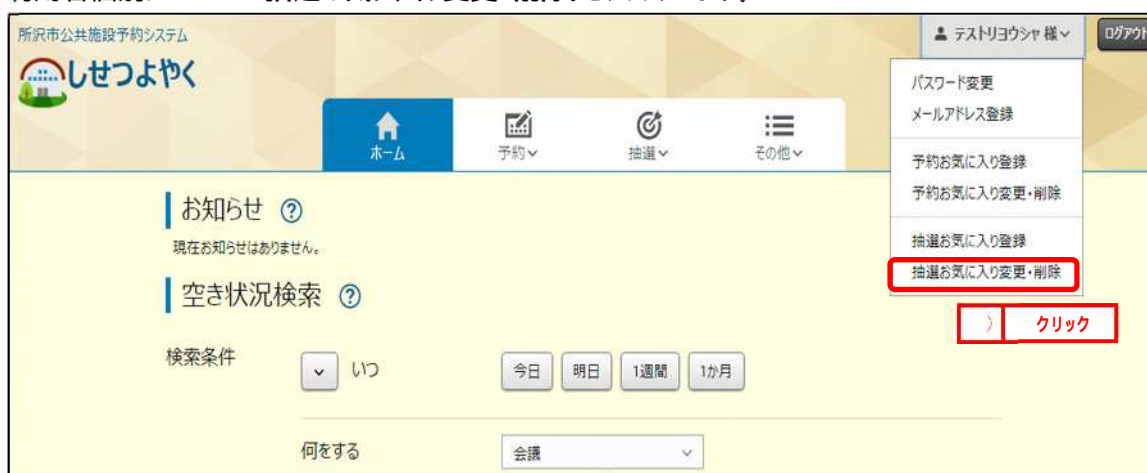 所沢市公共施設予約システム
しせつよやく
テストリヨウシャ 様
ログアウト
パスワード変更
メールアドレス登録
予約お気に入り登録
予約お気に入り変更・削除
抽選お気に入り登録
抽選お気に入り変更・削除
） クリック
ホーム
予約
抽選
その他
お知らせ ?
現在お知らせはありません。
空き状況検索 ?
検索条件
いつ
今日 明日 1週間 1か月
何をする
会議